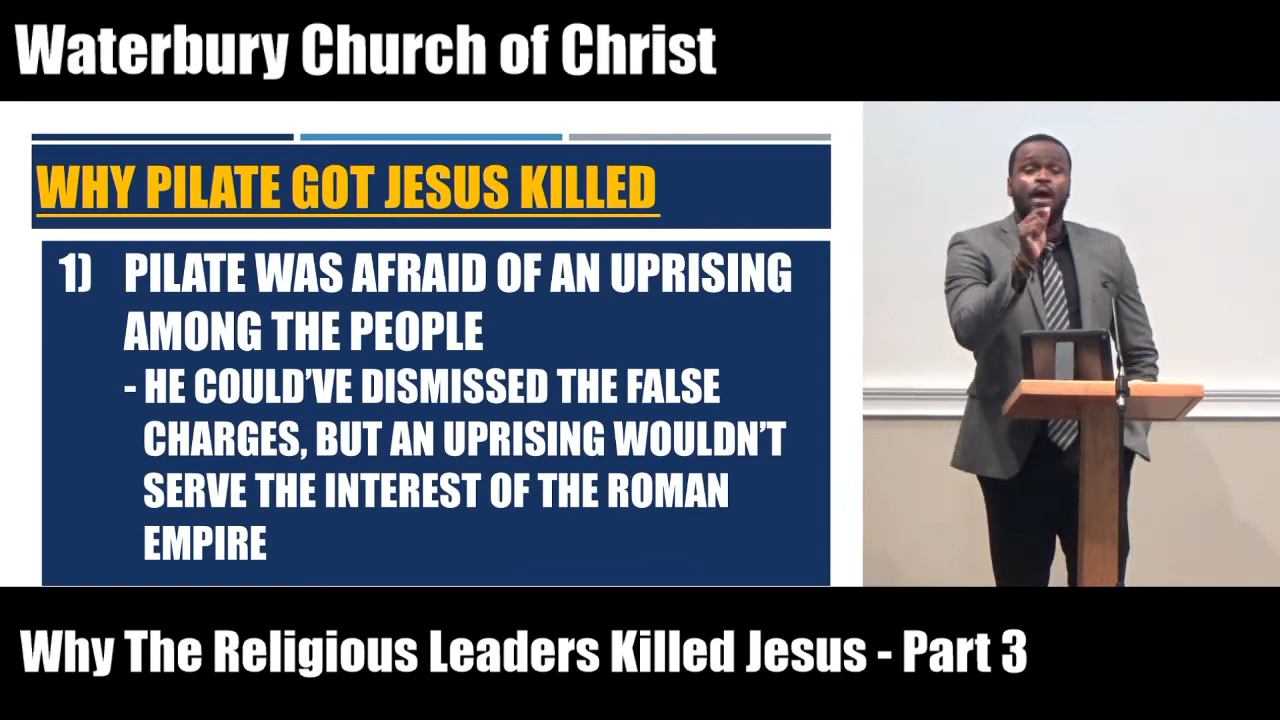 Waterbury Church of Christ
WHY PILATE GOT JESUS KILLED
1) PILATE WAS AFRAID OF AN UPRISING
AMONG THE PEOPLE
- HE COULD'VE DISMISSED THE FALSE
CHARGES, BUT AN UPRISING WOULDN'T
SERVE THE INTEREST OF THE ROMAN
EMPIRE
Why The Religious Leaders Killed Jesus - Part 3